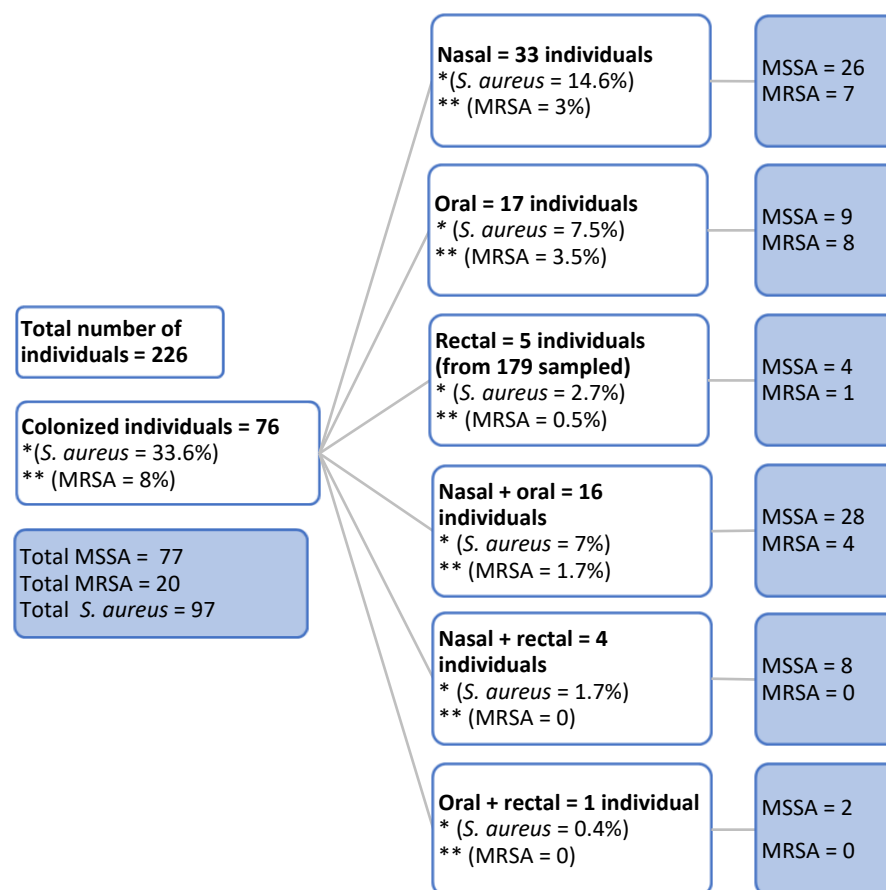 Total number of
individuals = 226
Colonized individuals = 76
*(S. aureus = 33.6%)
** (MRSA = 8%)
Total MSSA = 77
Total MRSA = 20
Total S. aureus = 97
Nasal = 33 individuals
*(S. aureus = 14.6%)
** (MRSA = 3%)
MSSA = 26
MRSA = 7
Oral = 17 individuals
* (S. aureus = 7.5%)
** (MRSA = 3.5%)
MSSA = 9
MRSA = 8
Rectal = 5 individuals
(from 179 sampled)
* (S. aureus = 2.7%)
** (MRSA = 0.5%)
MSSA = 4
MRSA = 1
Nasal + oral = 16
individuals
* (S. aureus = 7%)
** (MRSA = 1.7%)
MSSA = 28
MRSA = 4
Nasal + rectal = 4
individuals
* (S. aureus = 1.7%)
** (MRSA = 0)
MSSA = 8
MRSA = 0
Oral + rectal = 1 individual
* (S. aureus = 0.4%)
** (MRSA = 0)
MSSA = 2
MRSA = 0